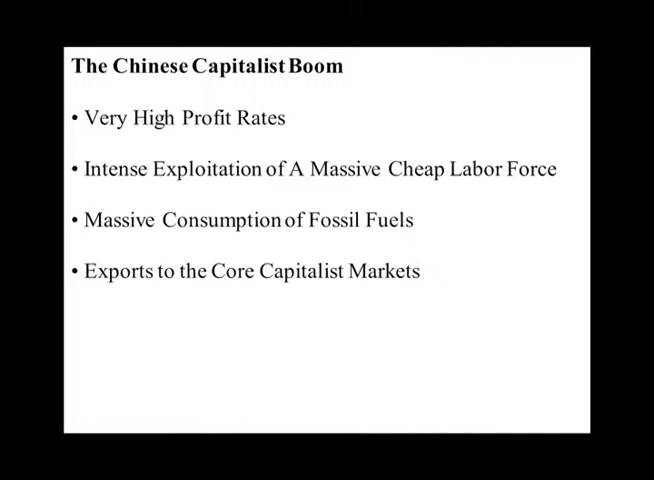 The Chinese Capitalist Boom
• Very High Profit Rates
• Intense Exploitation of A Massive Cheap Labor Force
• Massive Consumption of Fossil Fuels
• Exports to the Core Capitalist Markets